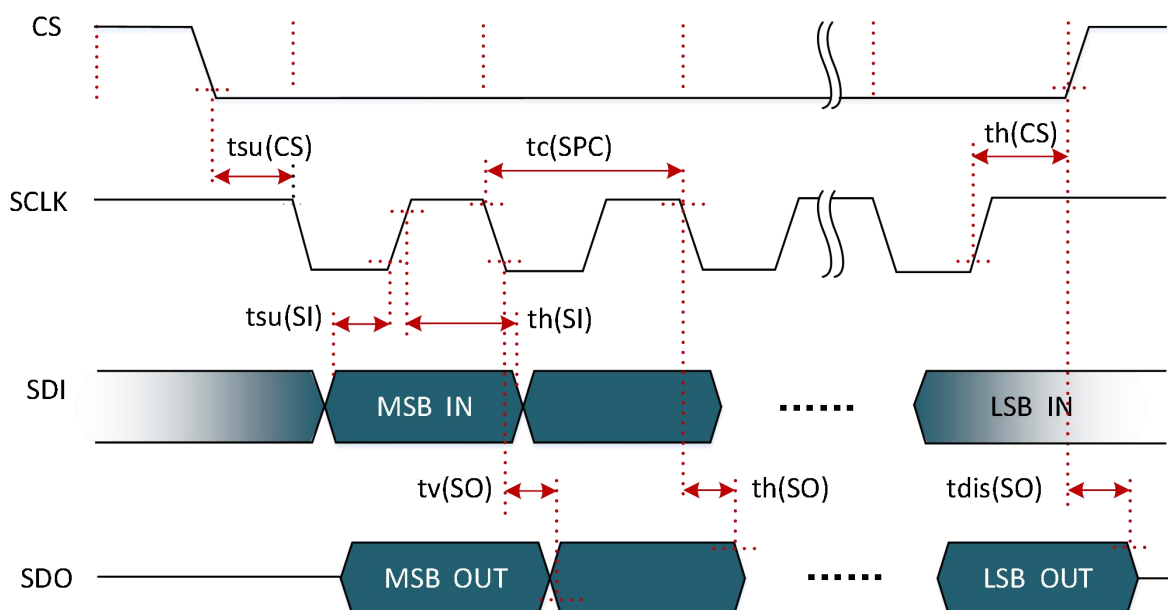 CS
tsu(CS)
tc(SPC)
th(CS)
SCLK
tsu(SI)
th(SI)
SDI
MSB IN
LSB IN
tv(SO)
th(SO)
tdis(SO)
SDO
MSB OUT
LSB OUT